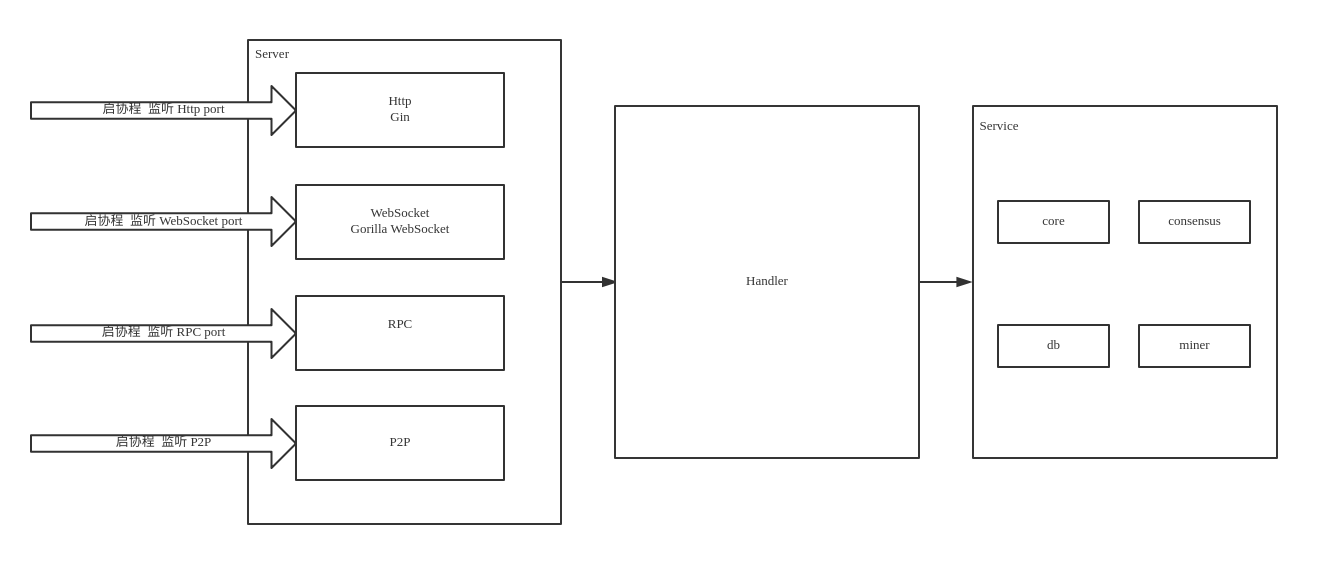 Server
启协程 监听 Http port
Http
Gin
启协程 监听 WebSocket port
WebSocket
Gorilla WebSocket
启协程 监听 RPC port
RPC
启协程 监听 P2P
P2P
Handler
Service
core
consensus
db
miner